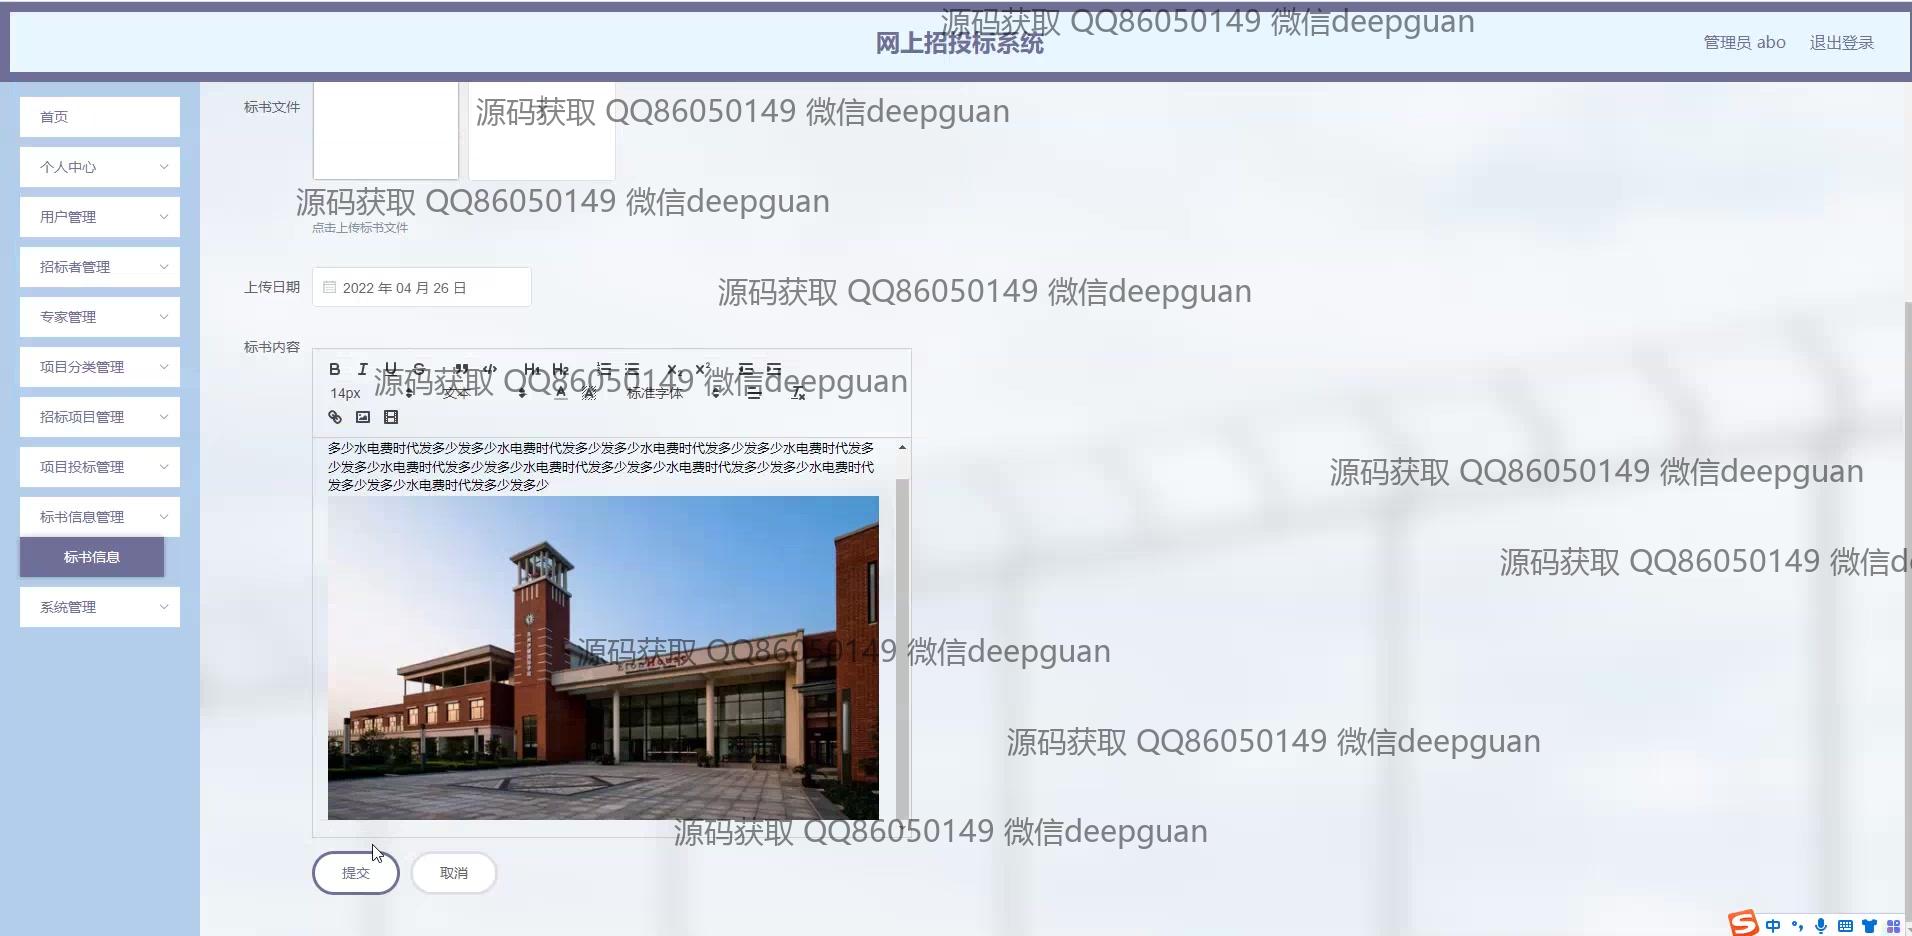 源码获取 QQ86050149 微信deepguan
网上招投标系统
管理员 abo
退出登录
首页
个人中心
用户管理
招标者管理
专家管理
项目分类管理
招标项目管理
项目投标管理
标书信息管理
标书信息
系统管理
标书文件
源码获取 QQ86050149 微信deepguan
源码获取 QQ86050149 微信deepguan
点击上传标书文件
上传日期
2022 年 04 月 26 日
源码获取 QQ86050149 微信deepguan
标书内容
源码获取 QQ86050149 微信deepguan
14px
文本
标准字体
多少水电费时代发多少发多少水电费时代发多少发多少水电费时代发多少发多少水电费时代发多
少发多少水电费时代发多少发多少水电费时代发多少发多少水电费时代发多少发多少水电费时代
发多少发多少水电费时代发多少发多少
源码获取 QQ86050149 微信deepguan
源码获取 QQ86050149 微信d
源码获取 QQ86050149 微信deepguan
源码获取 QQ86050149 微信deepguan
源码获取 QQ86050149 微信deepguan
提交
取消
中